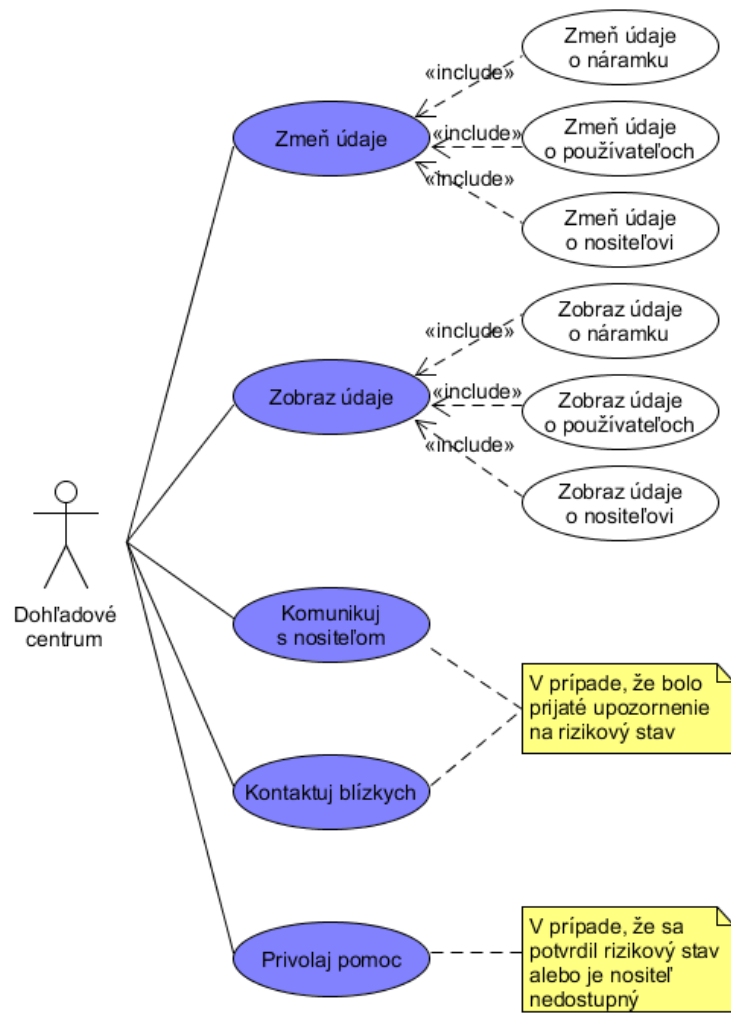 Zmeň údaje
o náramku
«include»
Zmeň údaje
«include»
Zmeň údaje
o používateľoch
«include»
Zmeň údaje
o nositeľovi
Zobraz údaje
o náramku
«include»
Zobraz údaje
«include»
Zobraz údaje
o používateľoch
«include»
Zobraz údaje
o nositeľovi
Dohľadové
centrum
Komunikuj
s nositeľom
V prípade, že bolo
prijaté upozornenie
na rizikový stav
Kontaktuj blízkych
Privolaj pomoc
V prípade, že sa
potvrdil rizikový stav
alebo je nositeľ
nedostupný